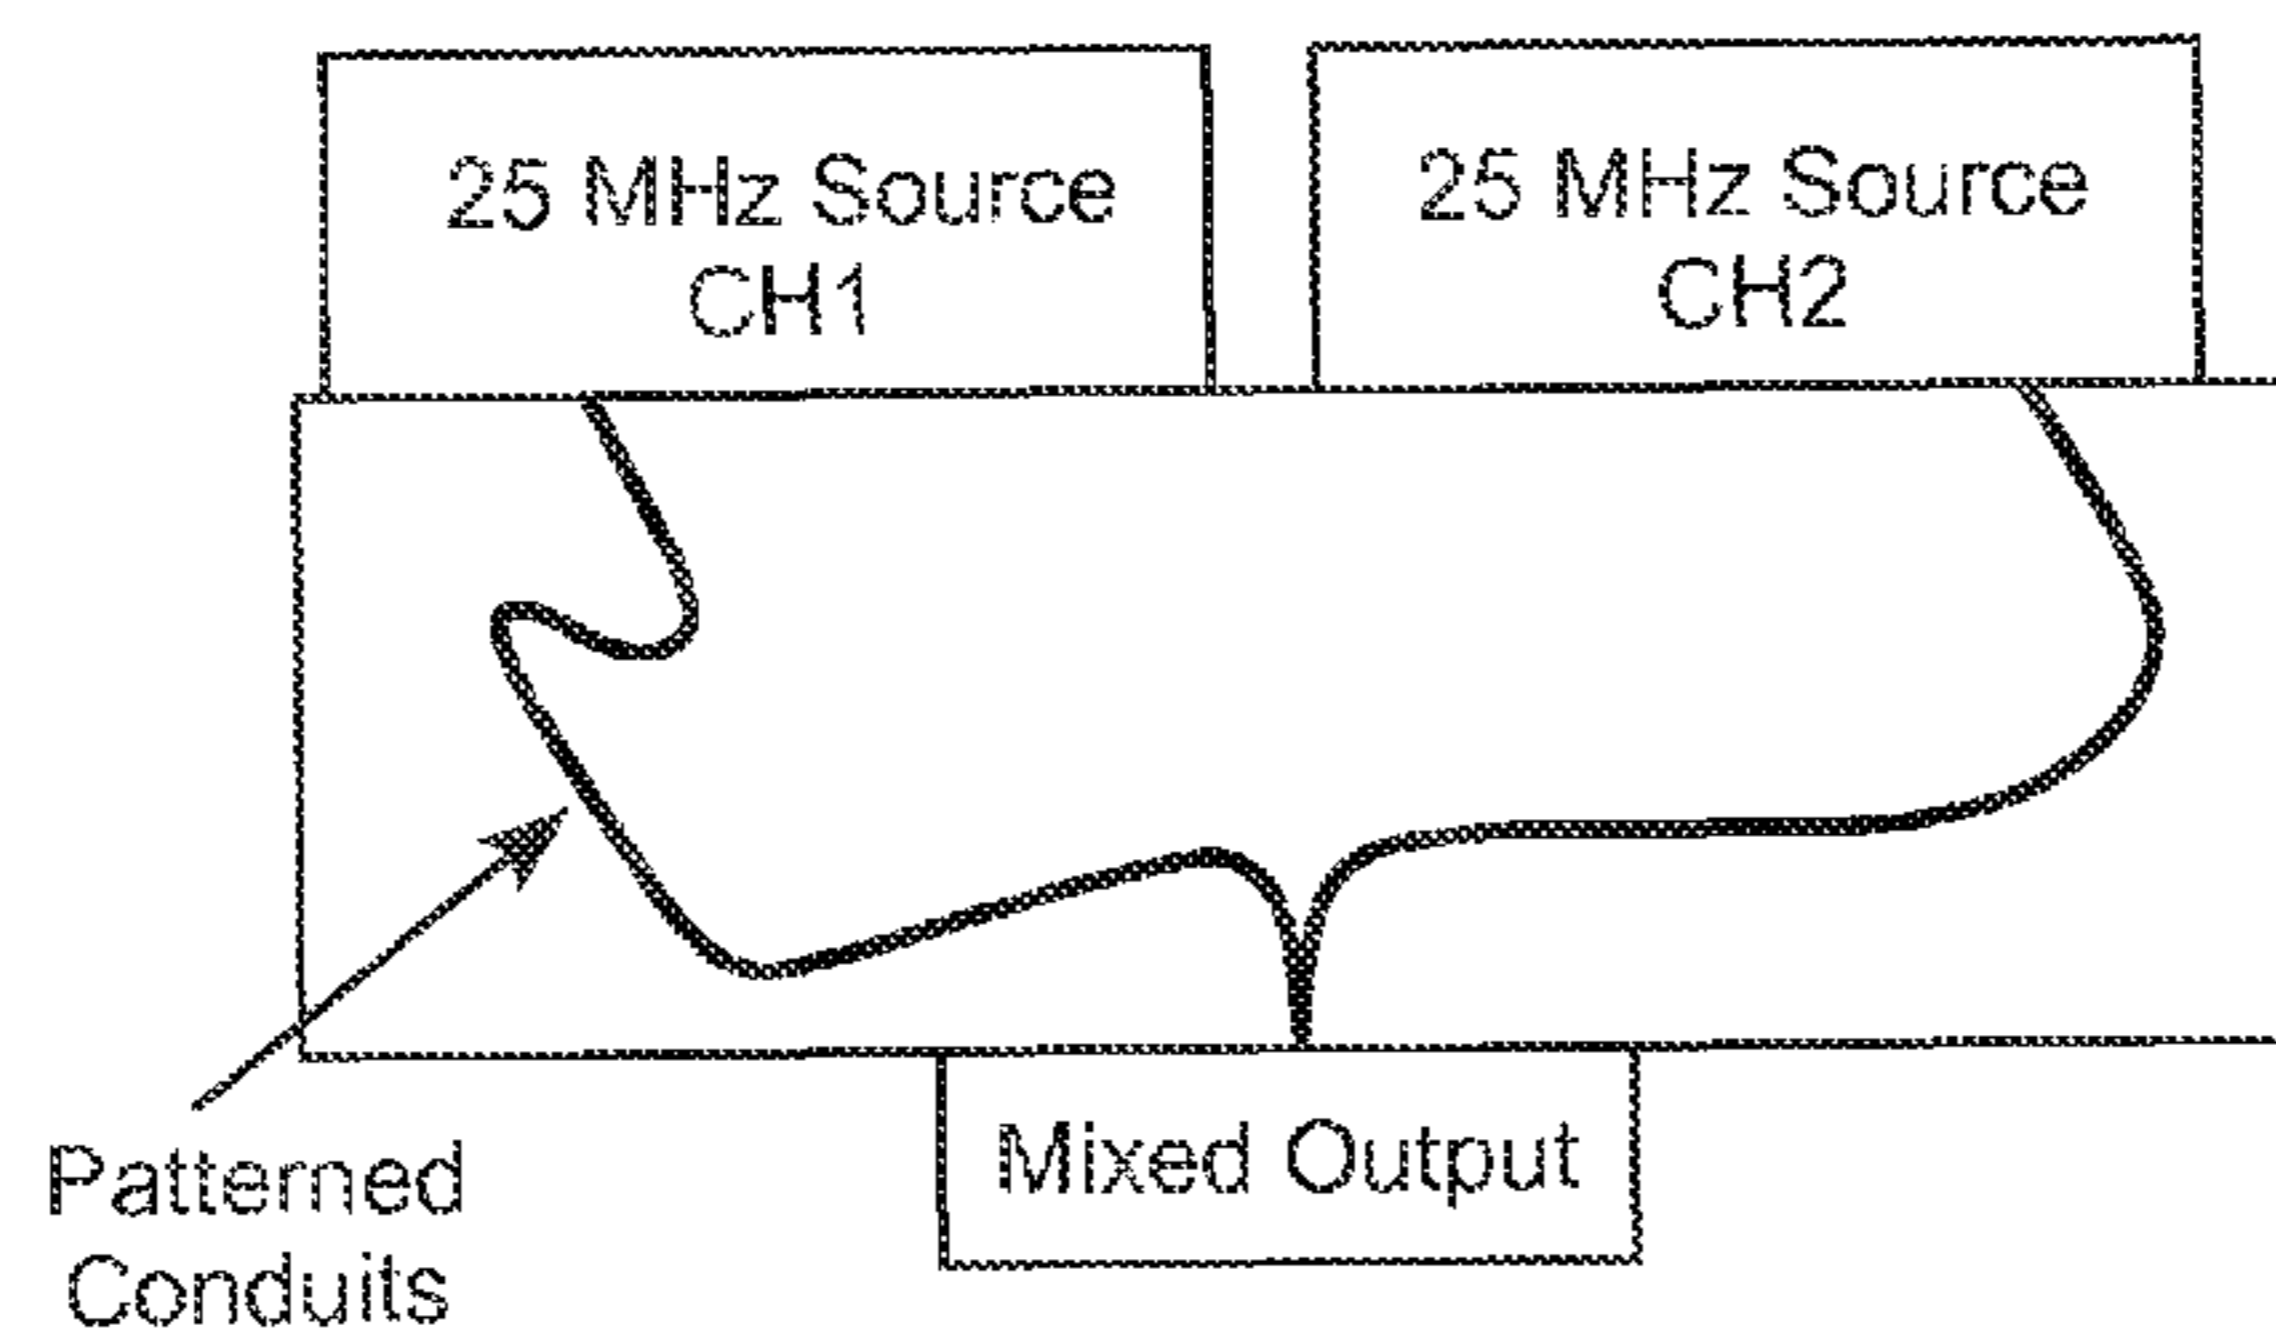 25 MHz Source
CH1
25 MHz Source
CH2
Mixed Output
Patterned
Conduits